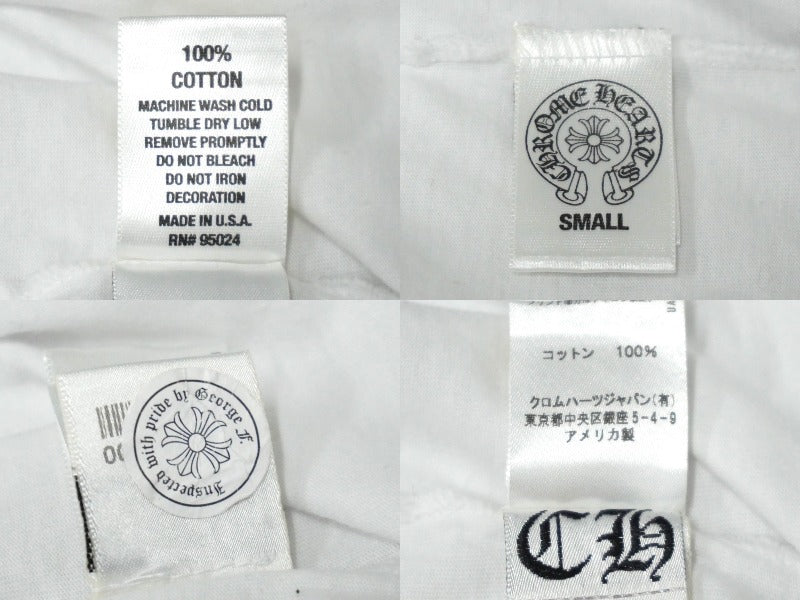 100%
COTTON
MACHINE WASH COLD
TUMBLE DRY LOW
REMOVE PROMPTLY
DO NOT BLEACH
DO NOT IRON
DECORATION
MADE IN U.S.A.
RN# 95024
CHROME HEARTS
SMALL
Inspected with pride by George F.
コットン 100%
クロムハーツジャパン(有)
東京都中央区銀座5-4-9
アメリカ製
CH